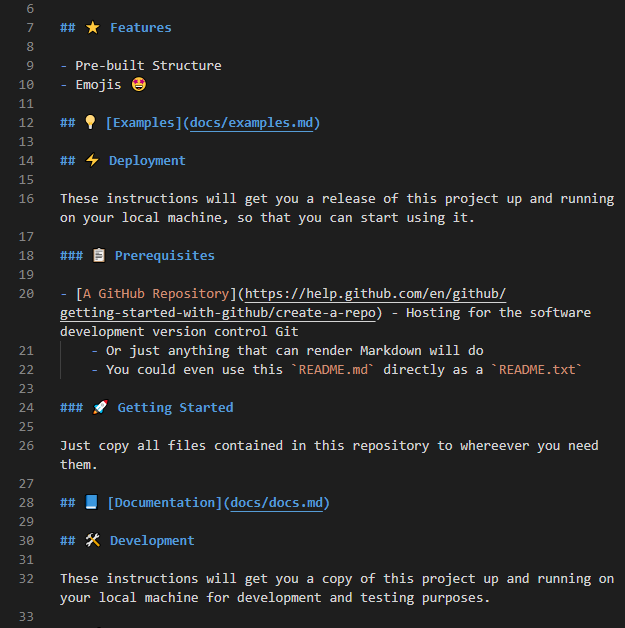 6
7 ## ⭐ Features
8
9 - Pre-built Structure
10 - Emojis 🤩
11
12 ## 💡 [Examples](docs/examples.md)
13
14 ## ⚡ Deployment
15
16 These instructions will get you a release of this project up and running
on your local machine, so that you can start using it.
17
18 ### 📋 Prerequisites
19
20 - [A GitHub Repository](https://help.github.com/en/github/
getting-started-with-github/create-a-repo) - Hosting for the software
development version control Git
21 - Or just anything that can render Markdown will do
22 - You could even use this `README.md` directly as a `README.txt`
23
24 ### 🚀 Getting Started
25
26 Just copy all files contained in this repository to whereever you need
them.
27
28 ## 📘 [Documentation](docs/docs.md)
29
30 ## 🛠 Development
31
32 These instructions will get you a copy of this project up and running on
your local machine for development and testing purposes.
33